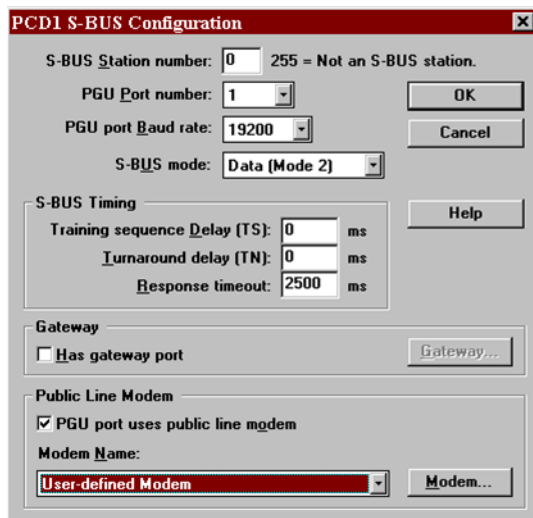 PCD1 S-BUS Configuration
S-BUS Station number: 0 255 = Not an S-BUS station.
PGU Port number: 1
OK
PGU port Baud rate: 19200
Cancel
S-BUS mode: Data (Mode 2)
S-BUS Timing
Help
Training sequence Delay (TS): 0 ms
Turnaround delay (TN): 0 ms
Response timeout: 2500 ms
Gateway
Has gateway port
Gateway...
Public Line Modem
PGU port uses public line modem
Modem Name:
User-defined Modem
Modem...